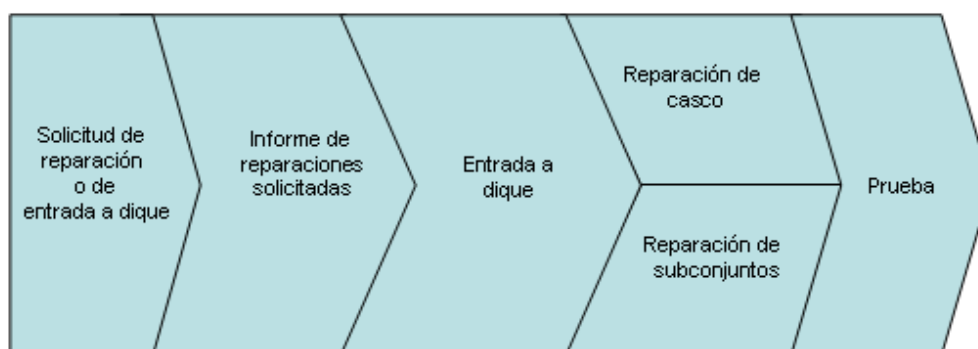 Solicitud de
reparación
o de
entrada a dique
Informe de
reparaciones
solicitadas
Entrada a
dique
Reparación de
casco
Reparación de
subconjuntos
Prueba